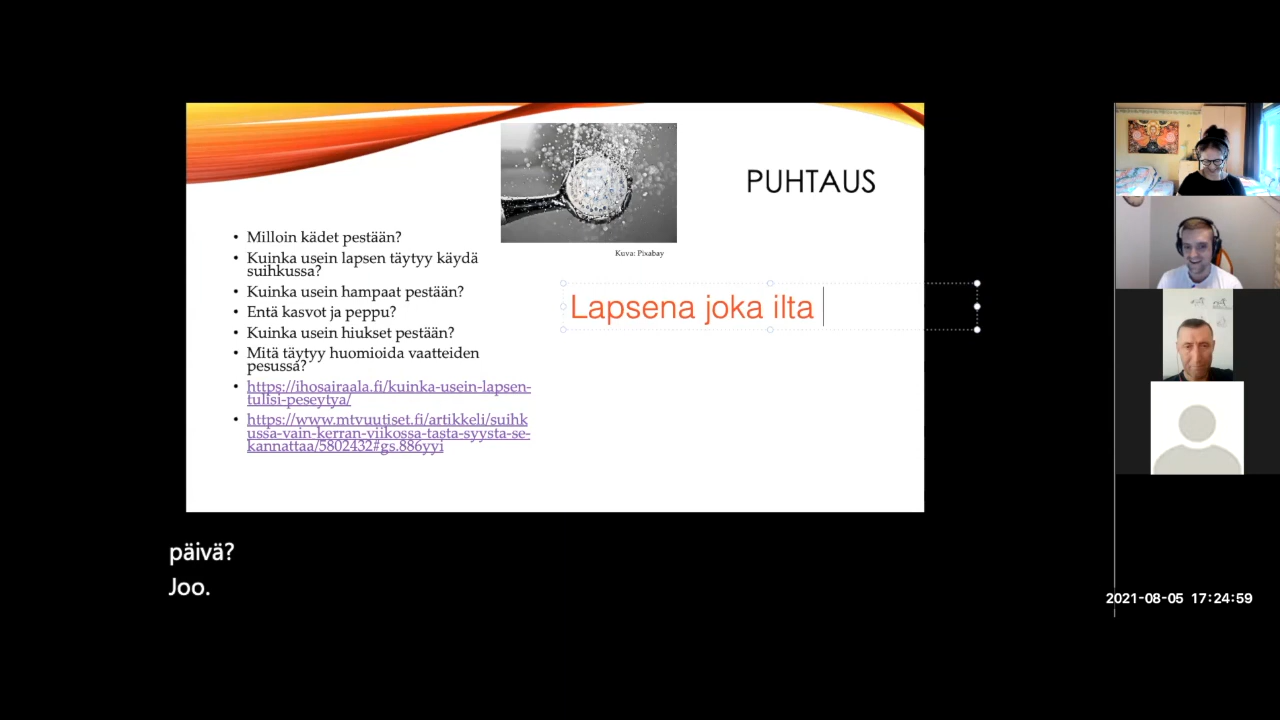 PUHTAUS
Kuva: Pixabay
• Milloin kädet pestään?
• Kuinka usein lapsen täytyy käydä
suihkussa?
• Kuinka usein hampaat pestään?
• Entä kasvot ja peppu?
• Kuinka usein hiukset pestään?
• Mitä täytyy huomioida vaatteiden
pesussa?
• https://ihosairaala.fi/kuinka-usein-lapsen-
tulisi-peseytya/
• https://www.mtvuutiset.fi/artikkeli/suihk
ussa-vain-kerran-viikossa-tasta-syysta-se-
kannattaa/5802432#gs.886yyi
Lapsena joka ilta
päivä?
Joo.
2021-08-05 17:24:59